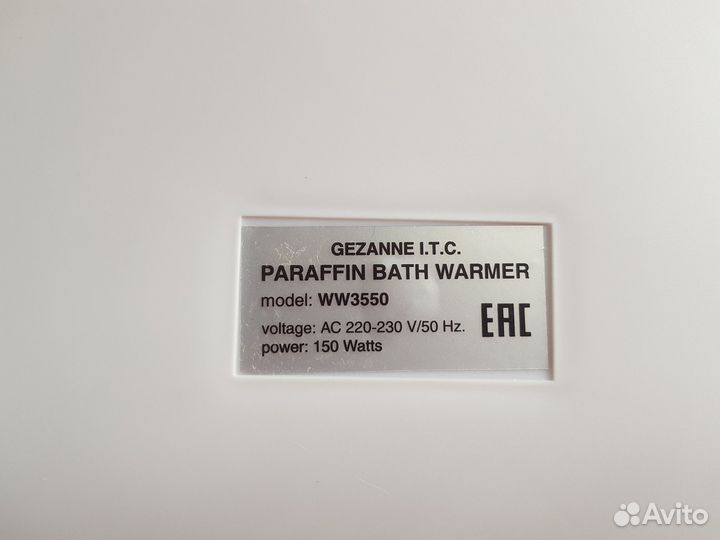 GEZANNE I.T.C.
PARAFFIN BATH WARMER
model: WW3550
voltage: AC 220-230 V/50 Hz.
power: 150 Watts
EAC
Avito